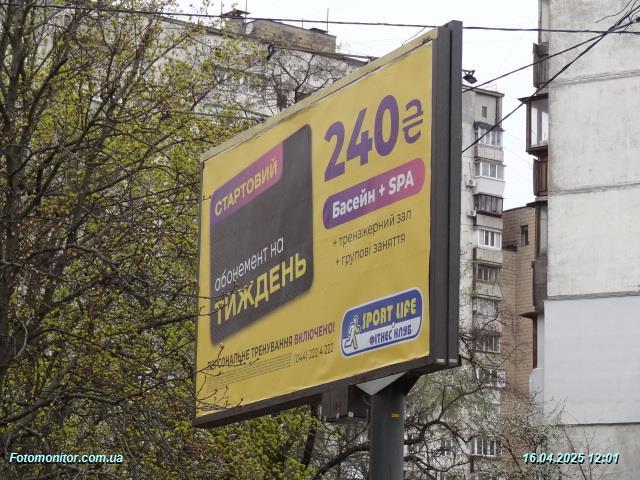 СТАРТОВИЙ
абонемент на
ТИЖДЕНЬ
240₴
Басейн + SPA
+ тренажерний зал
+ групові заняття
ПЕРСОНАЛЬНЕ ТРЕНУВАННЯ ВКЛЮЧЕНО!
(044) 222 4 222
SPORT LIFE
ФІТНЕС КЛУБ
Fotomonitor.com.ua
16.04.2025 12:01